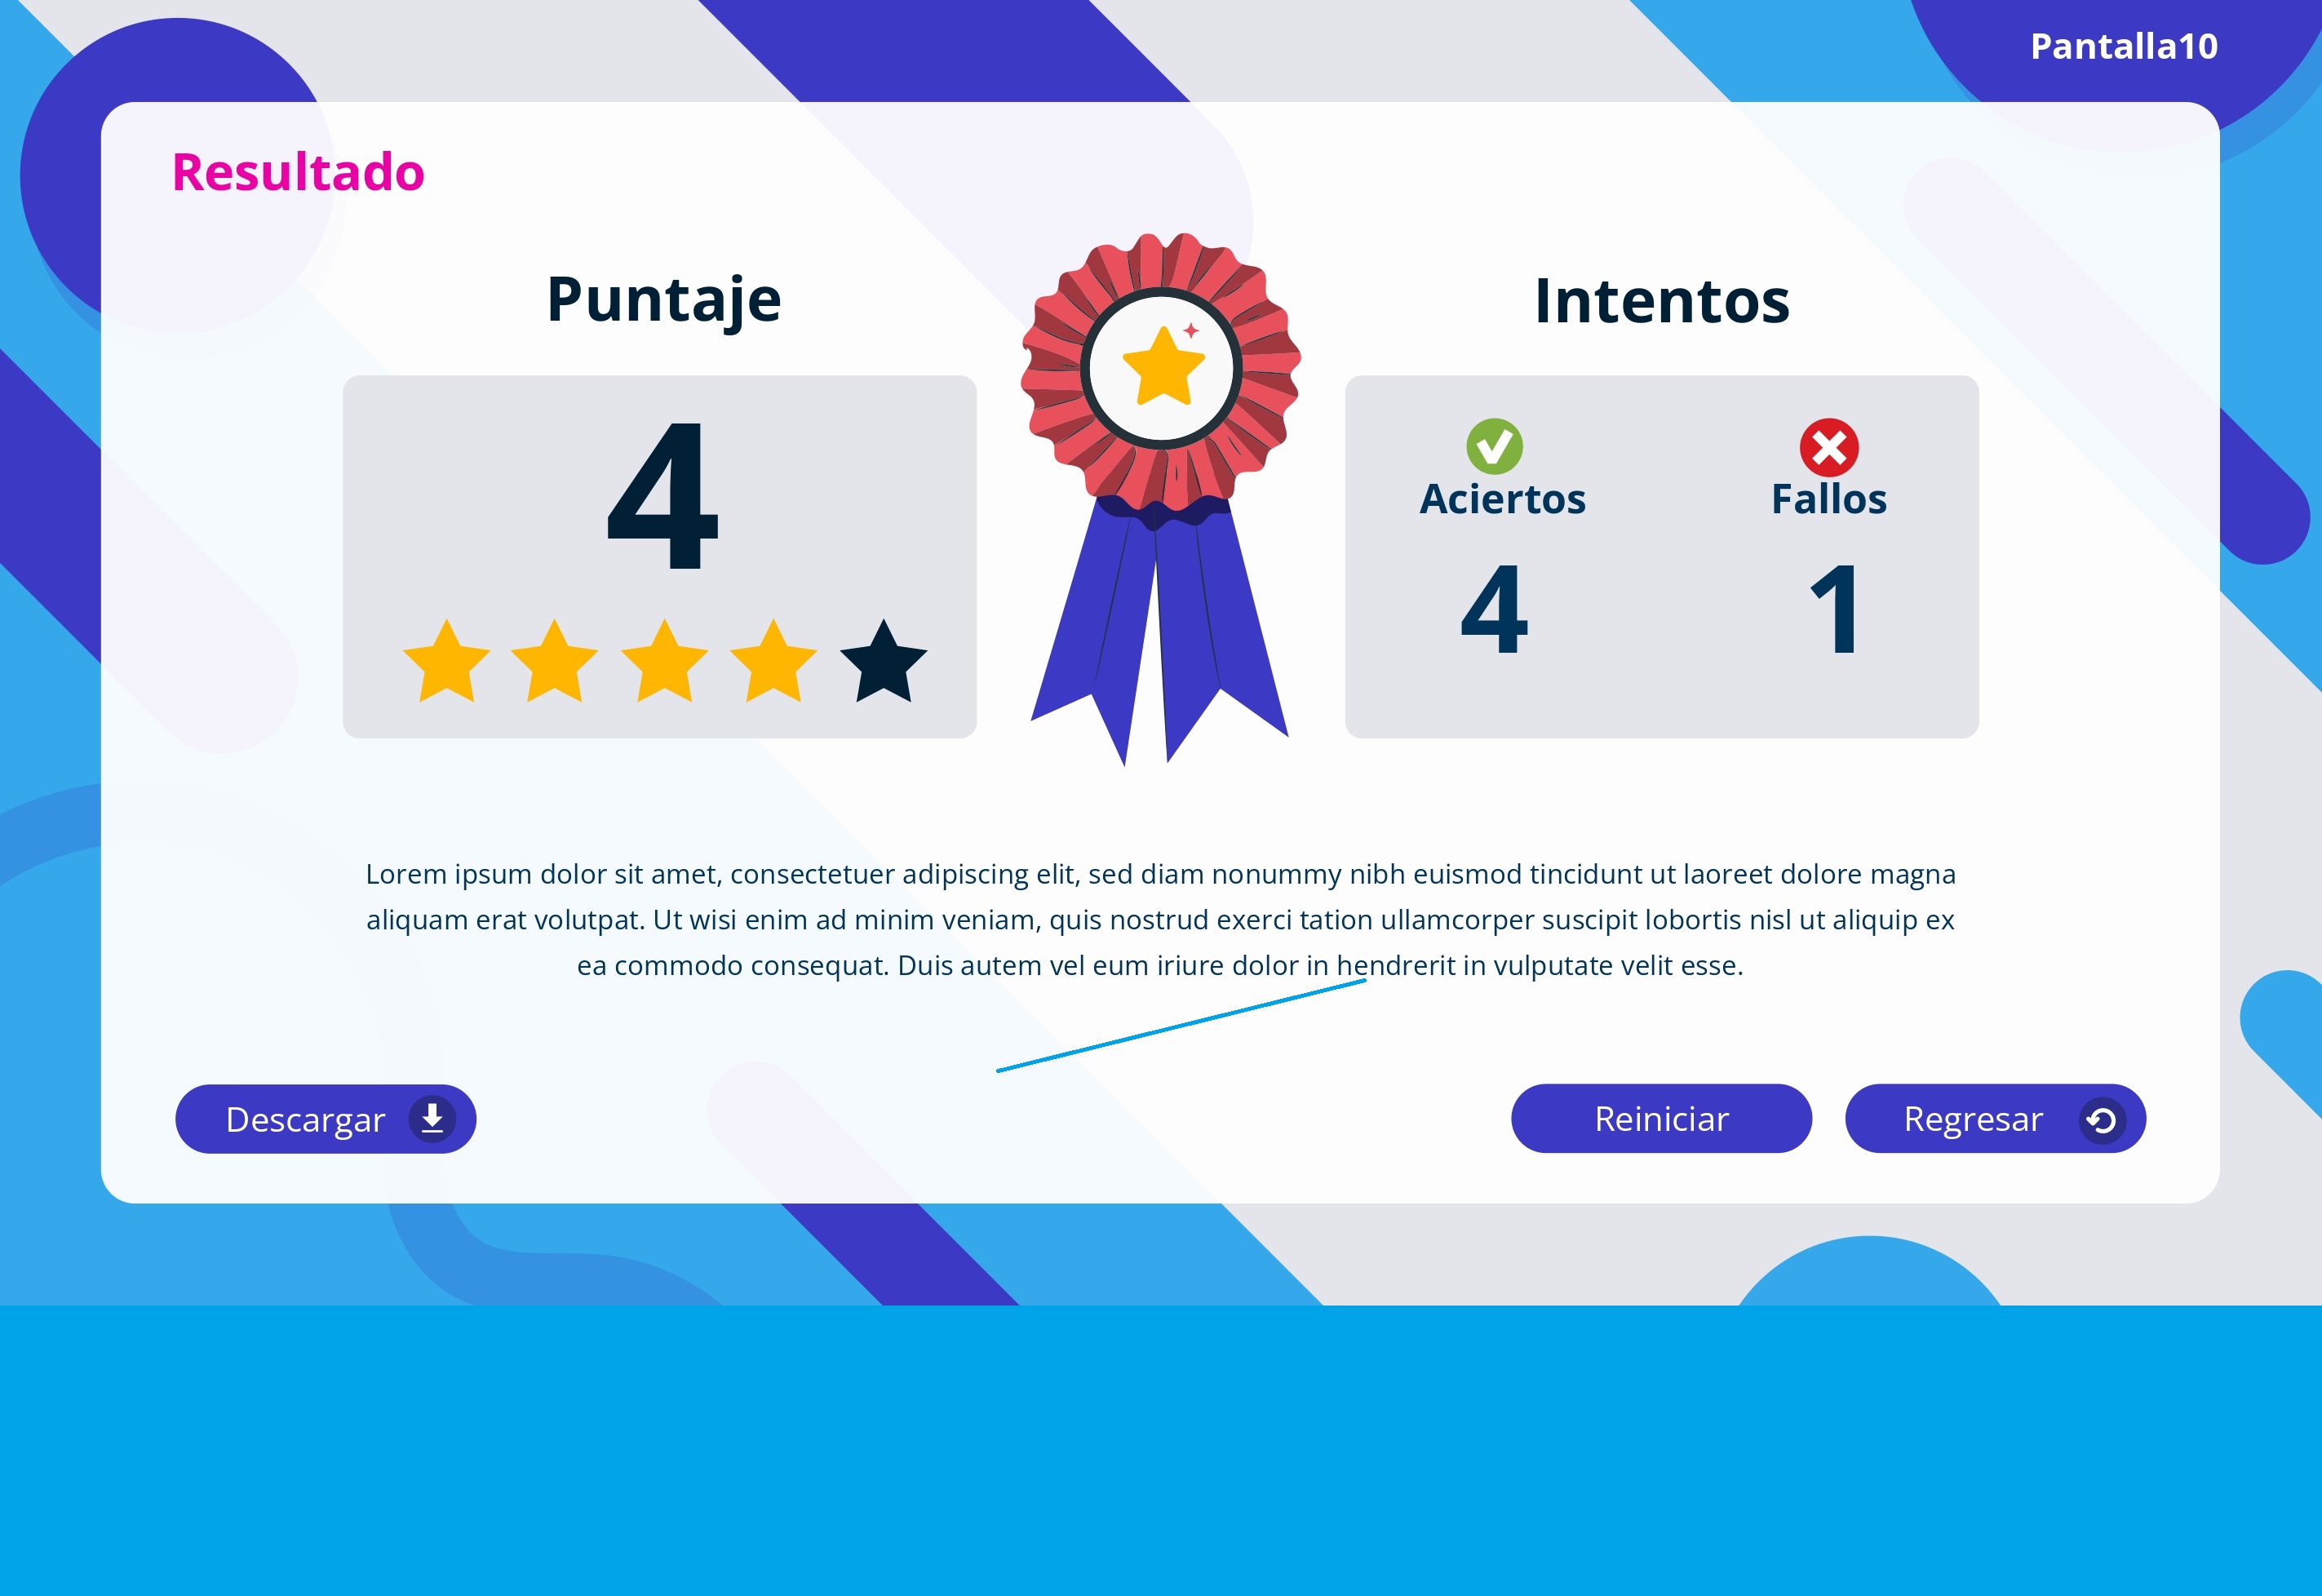 Pantalla10
Resultado
Puntaje
Intentos
4
Aciertos
Fallos
4
1
Lorem ipsum dolor sit amet, consectetuer adipiscing elit, sed diam nonummy nibh euismod tincidunt ut laoreet dolore magna
aliquam erat volutpat. Ut wisi enim ad minim veniam, quis nostrud exerci tation ullamcorper suscipit lobortis nisl ut aliquip ex
ea commodo consequat. Duis autem vel eum iriure dolor in hendrerit in vulputate velit esse.
Descargar
Reiniciar
Regresar